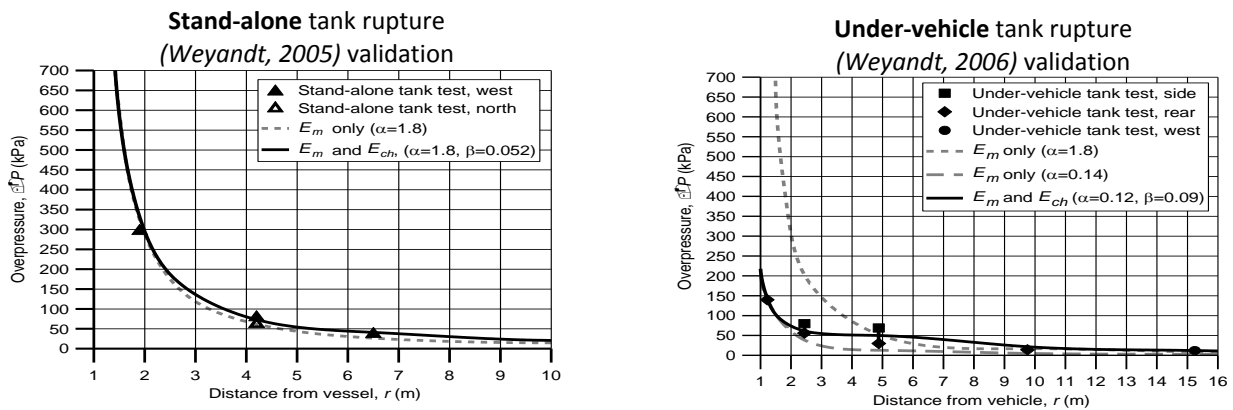 Stand-alone tank rupture
(Weyandt, 2005) validation
700
650
600
550
500
450
400
350
300
250
200
150
100
50
0
Overpressure, P (kPa)
Stand-alone tank test, west
Stand-alone tank test, north
Em only (α=1.8)
Em and Ech, (α=1.8, β=0.052)
1 2 3 4 5 6 7 8 9 10
Distance from vessel, r (m)
Under-vehicle tank rupture
(Weyandt, 2006) validation
700
650
600
550
500
450
400
350
300
250
200
150
100
50
0
Overpressure, P (kPa)
Under-vehicle tank test, side
Under-vehicle tank test, rear
Under-vehicle tank test, west
Em only (α=1.8)
Em only (α=0.14)
Em and Ech (α=0.12, β=0.09)
1 2 3 4 5 6 7 8 9 10 11 12 13 14 15 16
Distance from vehicle, r (m)